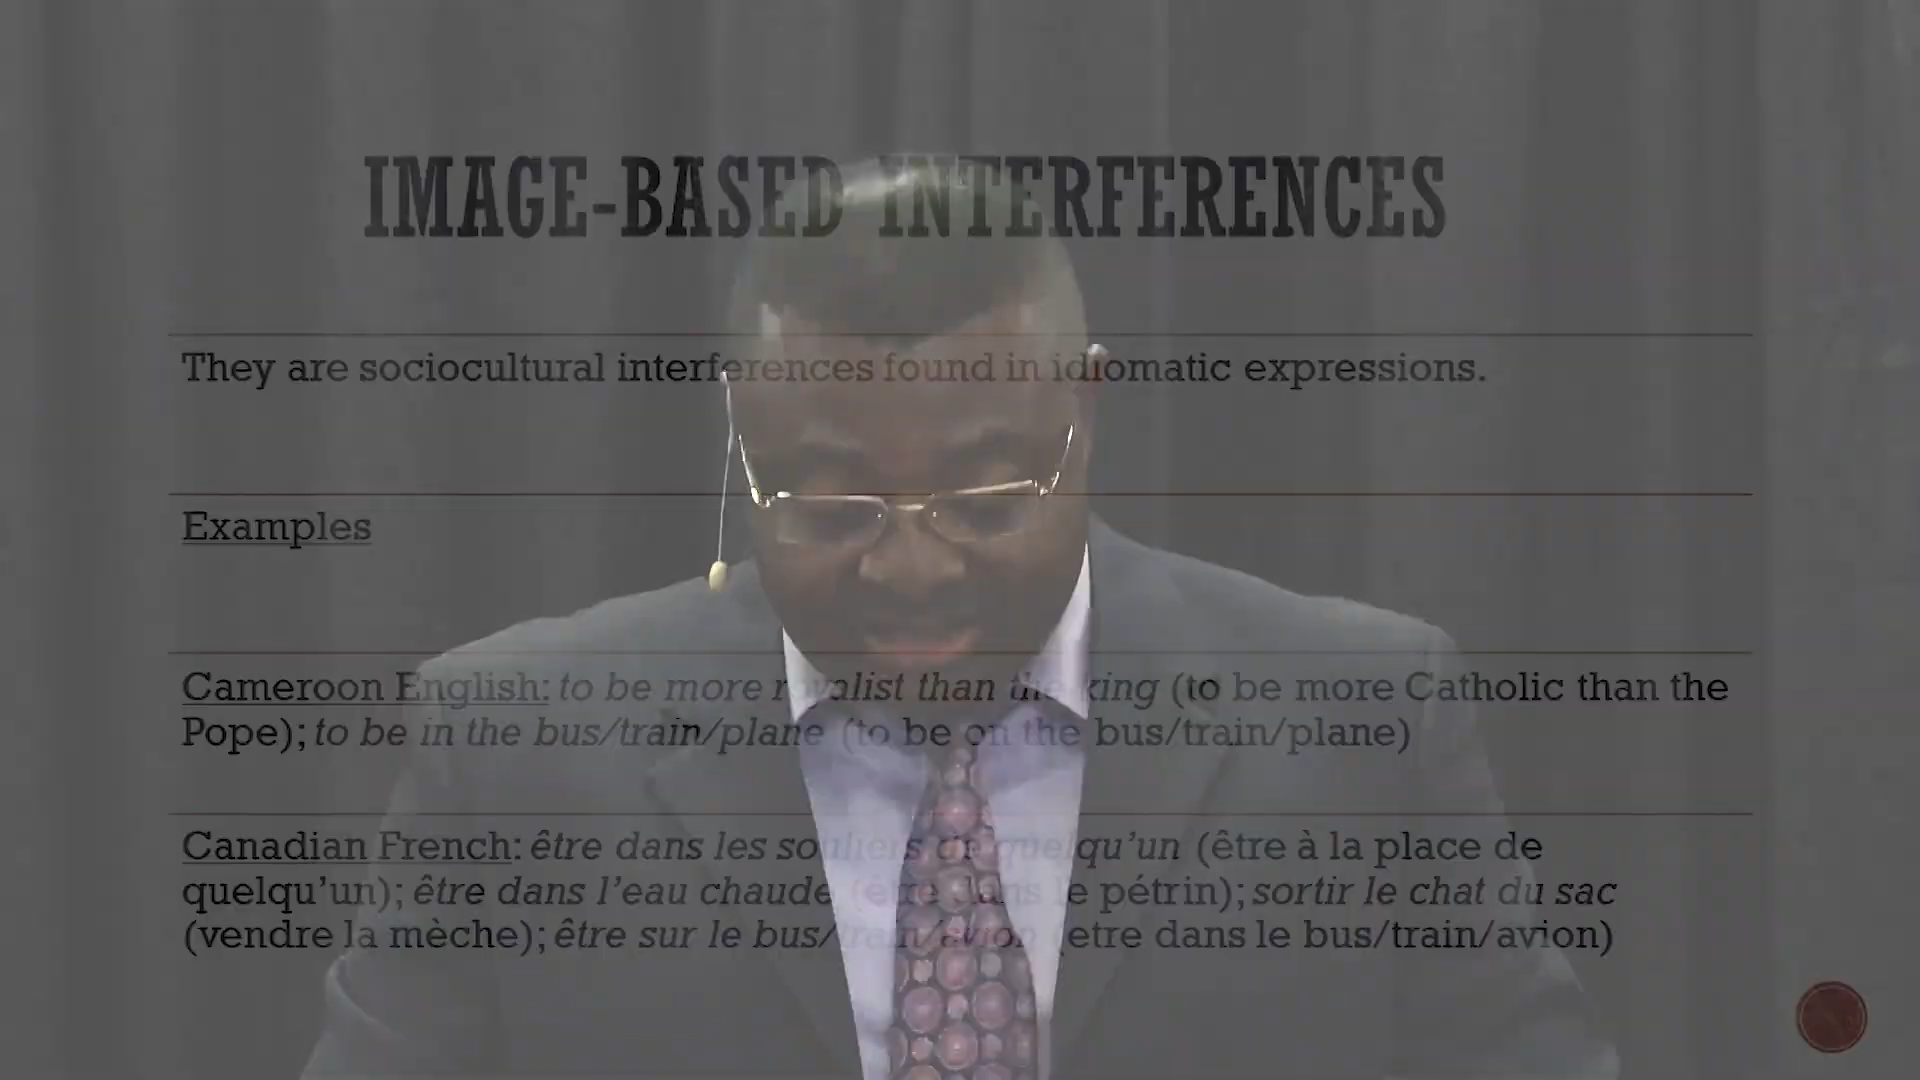 IMAGE-BASED INTERFERENCES
They are sociocultural interferences found in idiomatic expressions.
Examples
Cameroon English: to be more royalist than the king (to be more Catholic than the
Pope); to be in the bus/train/plane (to be on the bus/train/plane)
Canadian French: être dans les souliers de quelqu’un (être à la place de
quelqu’un); être dans l’eau chaude (être dans le pétrin); sortir le chat du sac
(vendre la mèche); être sur le bus/train/avion (etre dans le bus/train/avion)